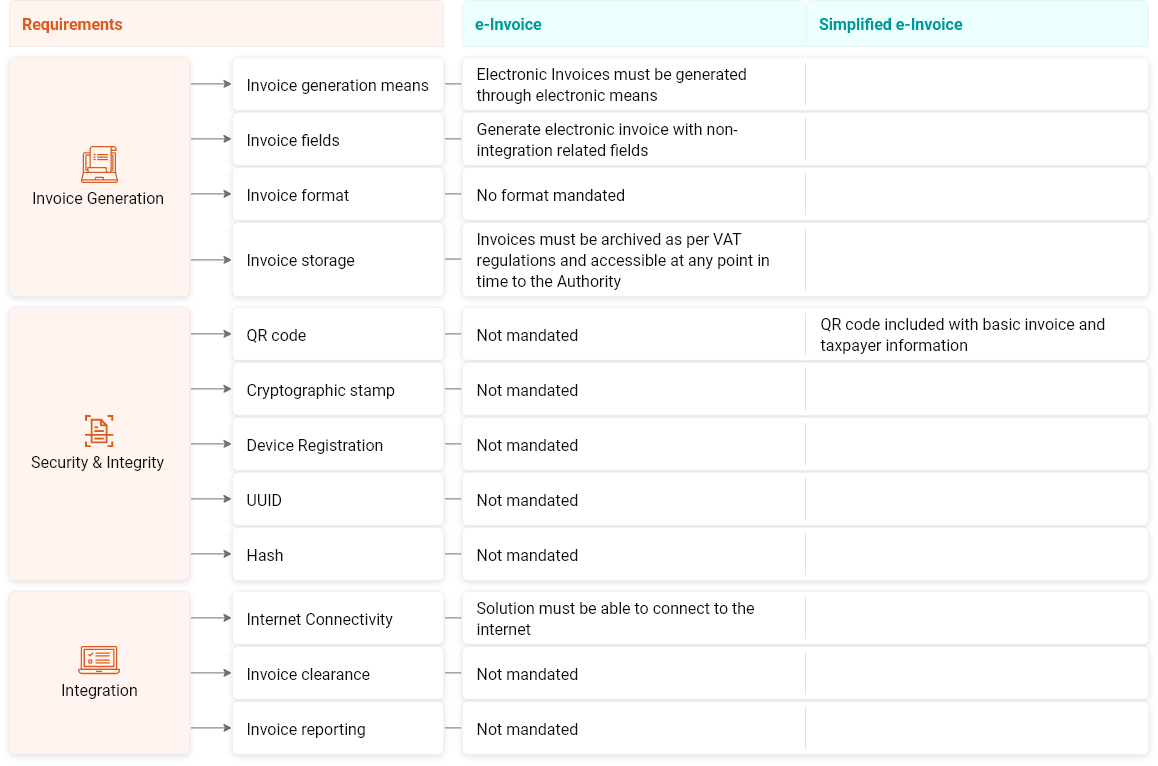 Requirements
e-Invoice
Simplified e-Invoice
Invoice Generation
Invoice generation means
Electronic Invoices must be generated
through electronic means
Invoice fields
Generate electronic invoice with non-
integration related fields
Invoice format
No format mandated
Invoice storage
Invoices must be archived as per VAT
regulations and accessible at any point in
time to the Authority
Security & Integrity
QR code
Not mandated
QR code included with basic invoice and
taxpayer information
Cryptographic stamp
Not mandated
Device Registration
Not mandated
UUID
Not mandated
Hash
Not mandated
Integration
Internet Connectivity
Solution must be able to connect to the
internet
Invoice clearance
Not mandated
Invoice reporting
Not mandated